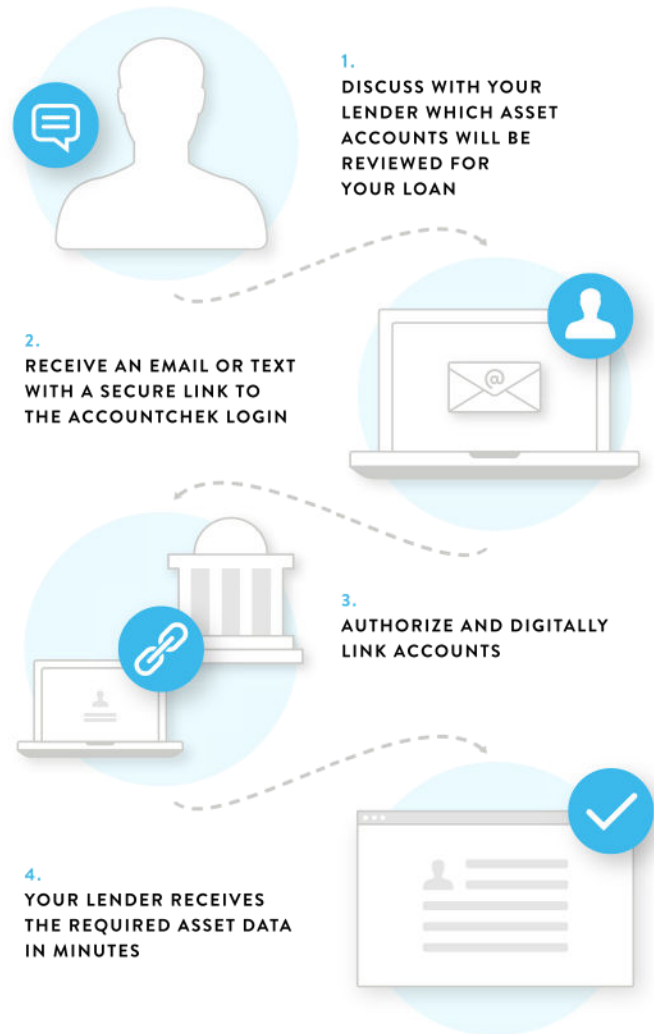 1.
DISCUSS WITH YOUR
LENDER WHICH ASSET
ACCOUNTS WILL BE
REVIEWED FOR
YOUR LOAN
2.
RECEIVE AN EMAIL OR TEXT
WITH A SECURE LINK TO
THE ACCOUNTCHEK LOGIN
@
3.
AUTHORIZE AND DIGITALLY
LINK ACCOUNTS
4.
YOUR LENDER RECEIVES
THE REQUIRED ASSET DATA
IN MINUTES